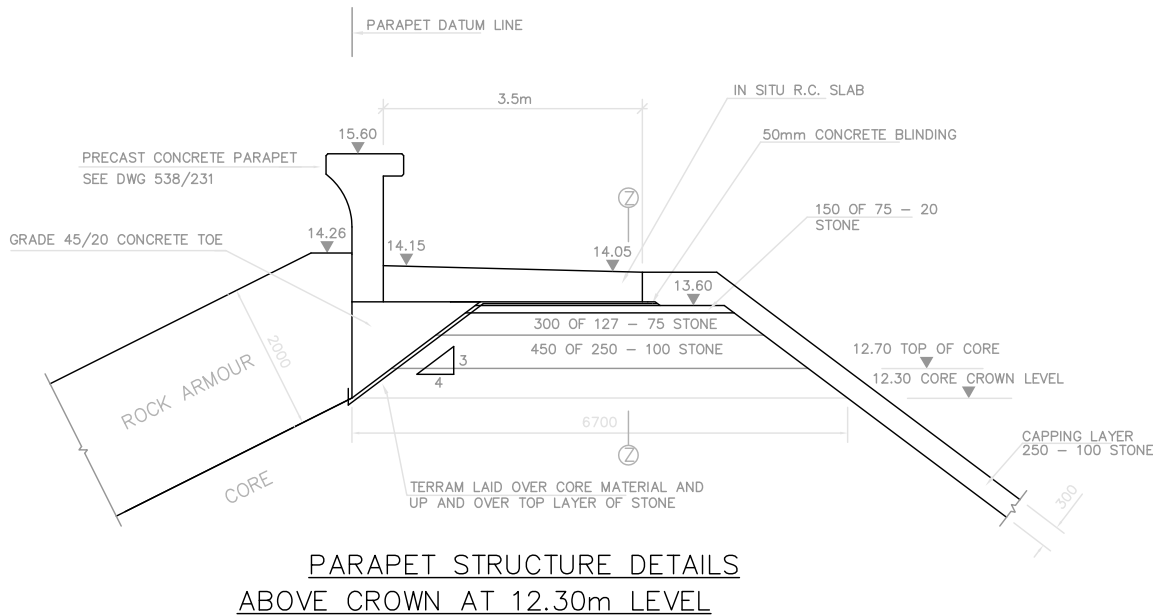 PARAPET DATUM LINE
3.5m
IN SITU R.C. SLAB
15.60
50mm CONCRETE BLINDING
PRECAST CONCRETE PARAPET
SEE DWG 538/231
Z
150 OF 75 - 20
STONE
GRADE 45/20 CONCRETE TOE
14.26
14.15
14.05
13.60
300 OF 127 - 75 STONE
2000
450 OF 250 - 100 STONE
12.70 TOP OF CORE
3
4
12.30 CORE CROWN LEVEL
ROCK ARMOUR
6700
CAPPING LAYER
250 - 100 STONE
Z
CORE
TERRAM LAID OVER CORE MATERIAL AND
UP AND OVER TOP LAYER OF STONE
300
PARAPET STRUCTURE DETAILS
ABOVE CROWN AT 12.30m LEVEL